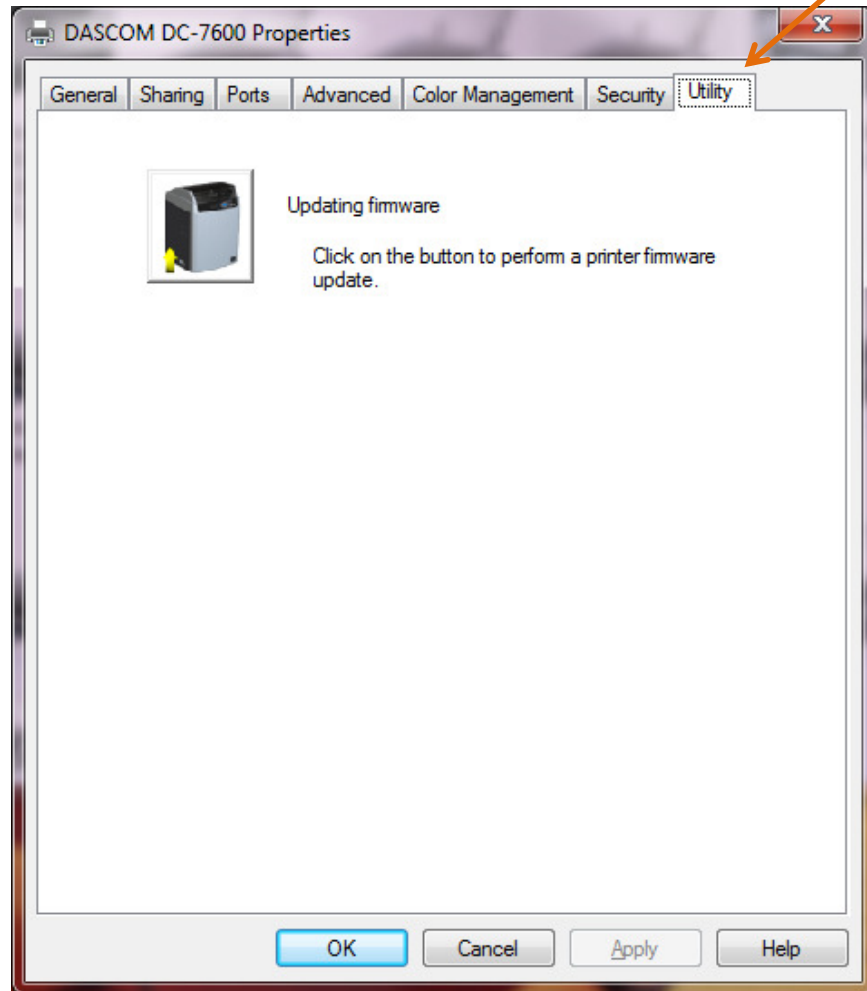 DASCOM DC-7600 Properties
X
General Sharing Ports Advanced Color Management Security Utility
Updating firmware
Click on the button to perform a printer firmware
update.
OK Cancel Apply Help